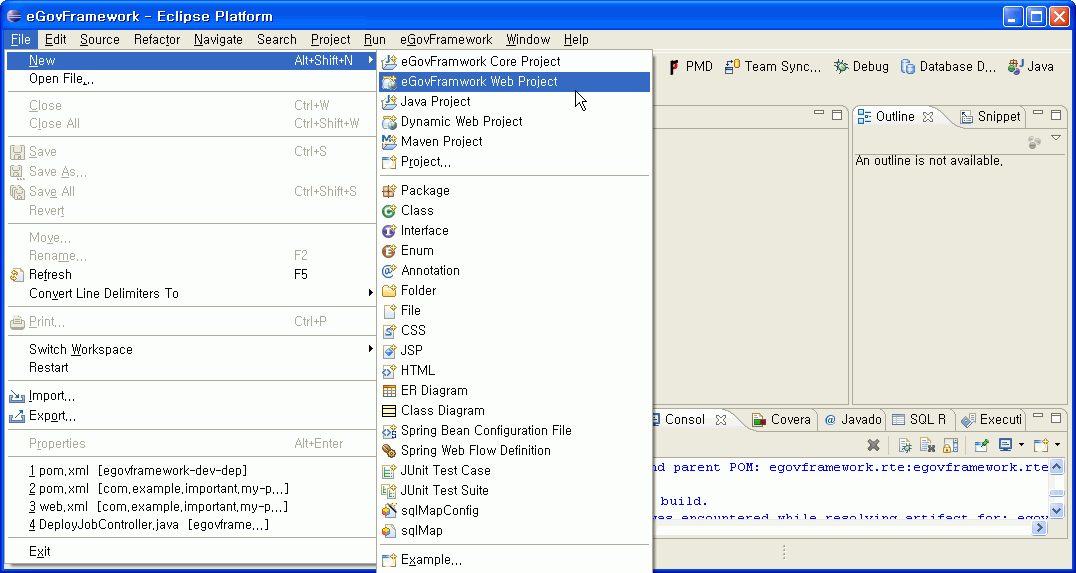 eGovFramework - Eclipse Platform
File Edit Source Refactor Navigate Search Project Run eGovFramework Window Help
New Alt+Shift+N
Open File...
Close Ctrl+W
Close All Ctrl+Shift+W
Save Ctrl+S
Save As...
Save All Ctrl+Shift+S
Revert
Move...
Rename... F2
Refresh F5
Convert Line Delimiters To
Print... Ctrl+P
Switch Workspace
Restart
Import...
Export...
Properties Alt+Enter
1 pom.xml [egovframework-dev-dep]
2 pom.xml [com.example.important.my-p...]
3 web.xml [com.example.important.my-p...]
4 DeployJobController.java [egovframe...]
Exit
eGovFramwork Core Project
eGovFramwork Web Project
Java Project
Dynamic Web Project
Maven Project
Project...
Package
Class
Interface
Enum
Annotation
Folder
File
CSS
JSP
HTML
ER Diagram
Class Diagram
Spring Bean Configuration File
Spring Web Flow Definition
JUnit Test Case
JUnit Test Suite
sqlMapConfig
sqlMap
Example...
PMD Team Sync... Debug Database D... Java
Outline Snippet
An outline is not available.
Consol Covera Javado SQL R Executi
nd parent POM: egovframework.rte:egovframework.rte
build.
was encountered while resolving artifact for: egov